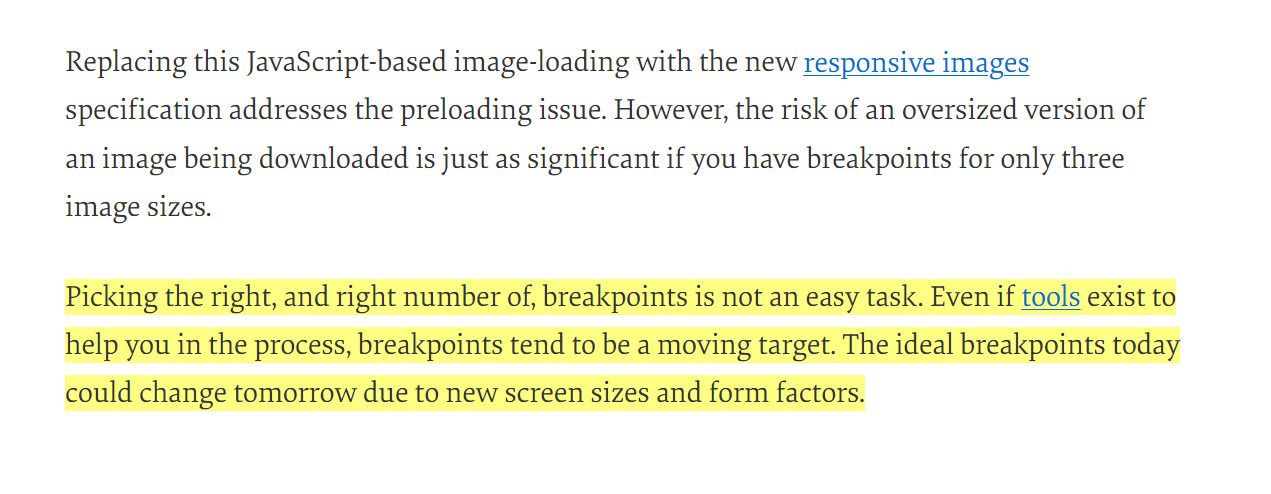 Replacing this JavaScript-based image-loading with the new responsive images
specification addresses the preloading issue. However, the risk of an oversized version of
an image being downloaded is just as significant if you have breakpoints for only three
image sizes.
Picking the right, and right number of, breakpoints is not an easy task. Even if tools exist to
help you in the process, breakpoints tend to be a moving target. The ideal breakpoints today
could change tomorrow due to new screen sizes and form factors.